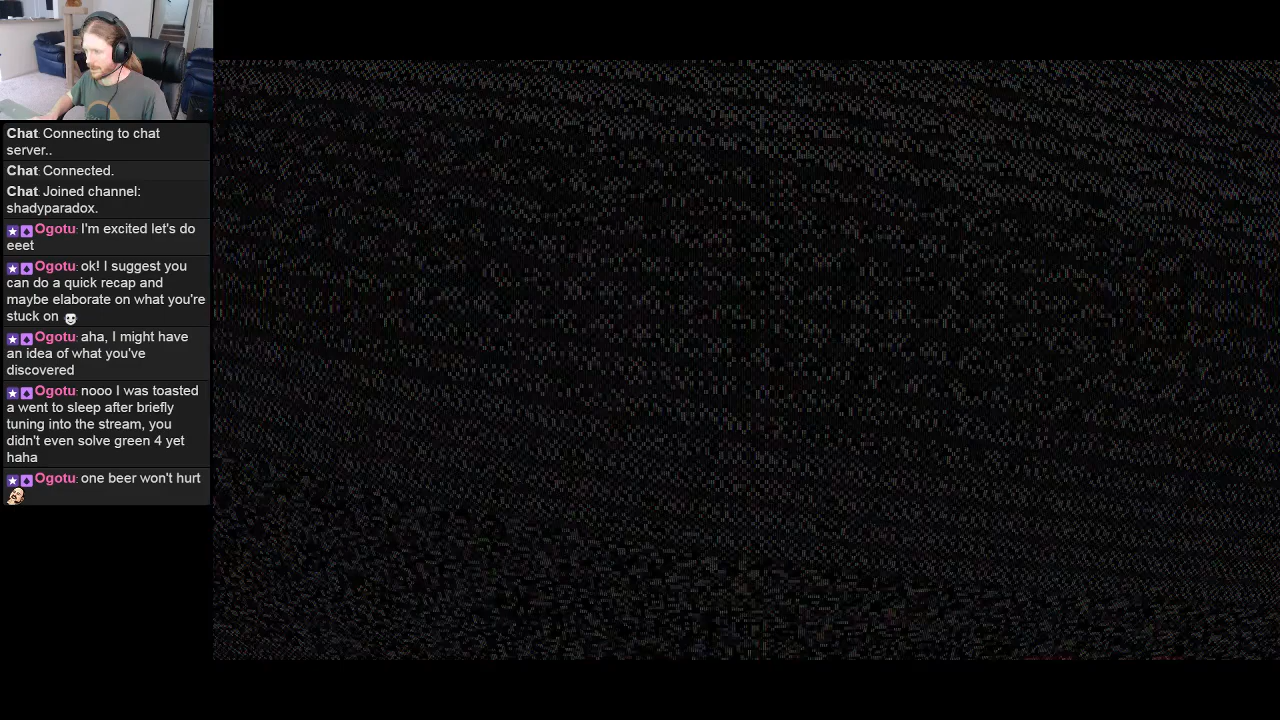 Chat: Connecting to chat
server..
Chat: Connected.
Chat: Joined channel:
shadyparadox.
Ogotu: I'm excited let's do
eeet
Ogotu: ok! I suggest you
can do a quick recap and
maybe elaborate on what you're
stuck on
Ogotu: aha, I might have
an idea of what you've
discovered
Ogotu: nooo I was toasted
a went to sleep after briefly
tuning into the stream, you
didn't even solve green 4 yet
haha
Ogotu: one beer won't hurt